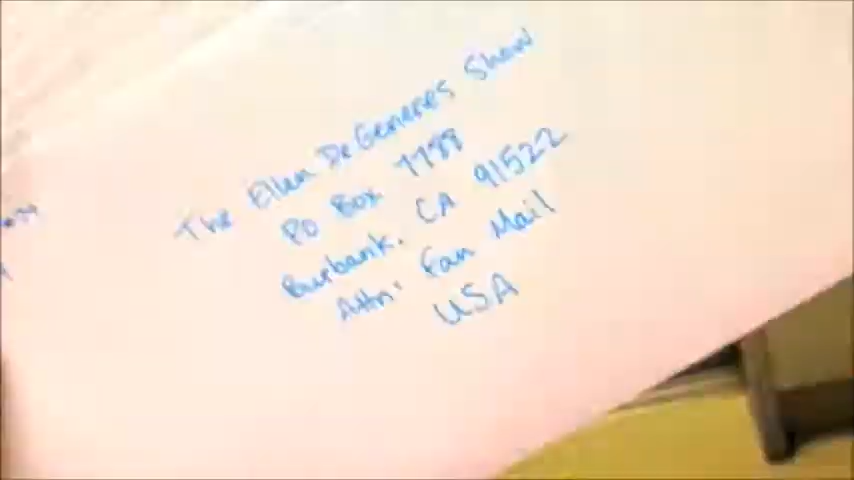 The Ellen DeGeneres Show
PO Box 7788
Burbank, CA 91522
Attn: Fan Mail
USA